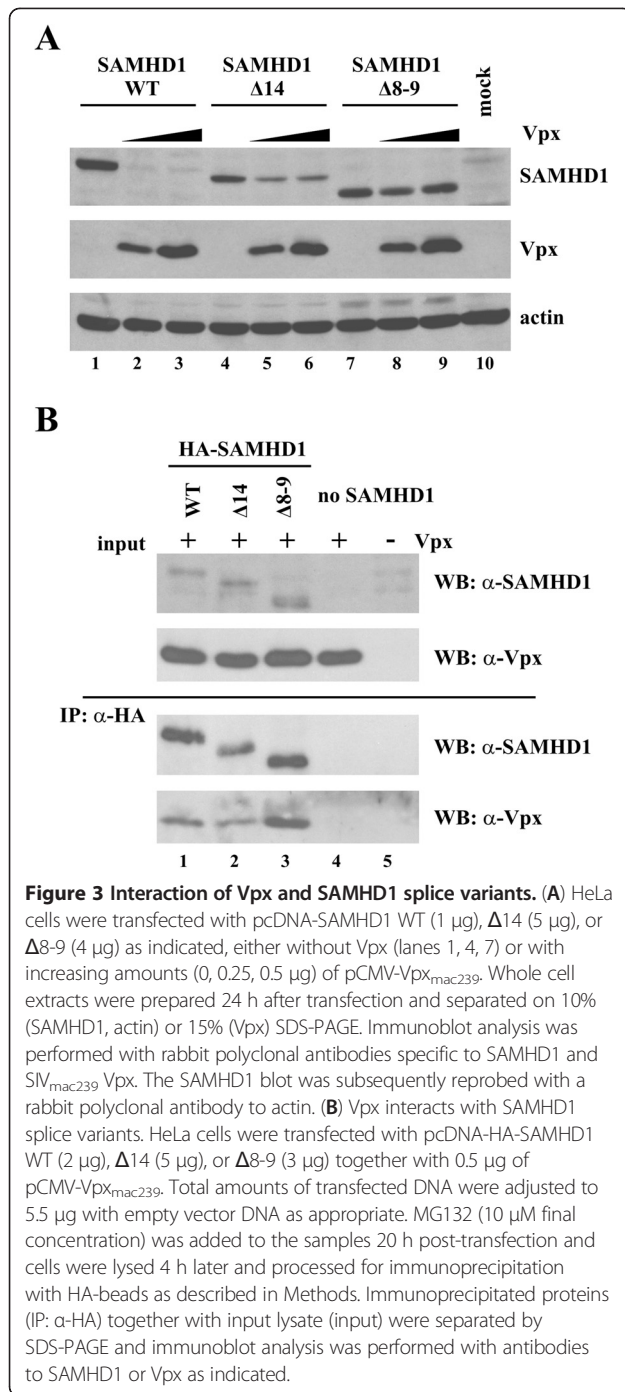 A
SAMHD1 SAMHD1 SAMHD1
WT Δ14 Δ8-9 mock
Vpx
SAMHD1
Vpx
actin
1 2 3 4 5 6 7 8 9 10
B
HA-SAMHD1
WT Δ14 Δ8-9 no SAMHD1
input + + + + - Vpx
WB: α-SAMHD1
WB: α-Vpx
IP: α-HA
WB: α-SAMHD1
WB: α-Vpx
1 2 3 4 5
Figure 3 Interaction of Vpx and SAMHD1 splice variants. (A) HeLa
cells were transfected with pcDNA-SAMHD1 WT (1 μg), Δ14 (5 μg), or
Δ8-9 (4 μg) as indicated, either without Vpx (lanes 1, 4, 7) or with
increasing amounts (0, 0.25, 0.5 μg) of pCMV-Vpxmac239. Whole cell
extracts were prepared 24 h after transfection and separated on 10%
(SAMHD1, actin) or 15% (Vpx) SDS-PAGE. Immunoblot analysis was
performed with rabbit polyclonal antibodies specific to SAMHD1 and
SIVmac239 Vpx. The SAMHD1 blot was subsequently reprobed with a
rabbit polyclonal antibody to actin. (B) Vpx interacts with SAMHD1
splice variants. HeLa cells were transfected with pcDNA-HA-SAMHD1
WT (2 μg), Δ14 (5 μg), or Δ8-9 (3 μg) together with 0.5 μg of
pCMV-Vpxmac239. Total amounts of transfected DNA were adjusted to
5.5 μg with empty vector DNA as appropriate. MG132 (10 μM final
concentration) was added to the samples 20 h post-transfection and
cells were lysed 4 h later and processed for immunoprecipitation
with HA-beads as described in Methods. Immunoprecipitated proteins
(IP: α-HA) together with input lysate (input) were separated by
SDS-PAGE and immunoblot analysis was performed with antibodies
to SAMHD1 or Vpx as indicated.